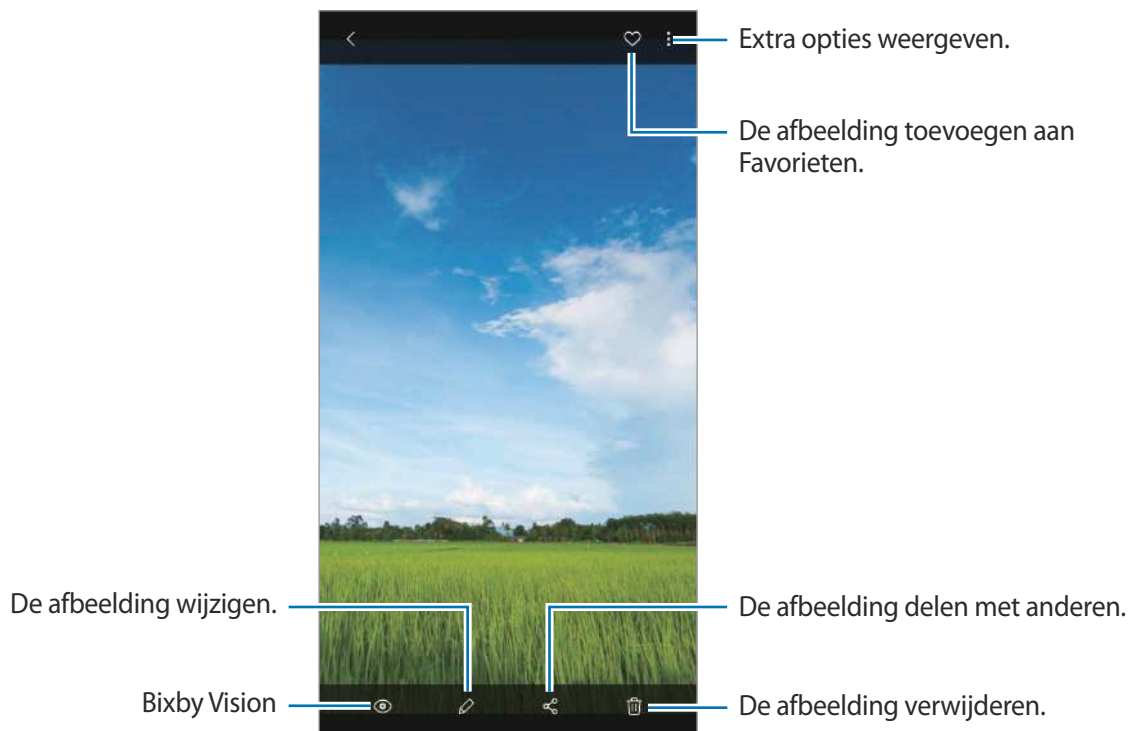 Extra opties weergeven.
De afbeelding toevoegen aan
Favorieten.
De afbeelding wijzigen.
De afbeelding delen met anderen.
Bixby Vision
De afbeelding verwijderen.